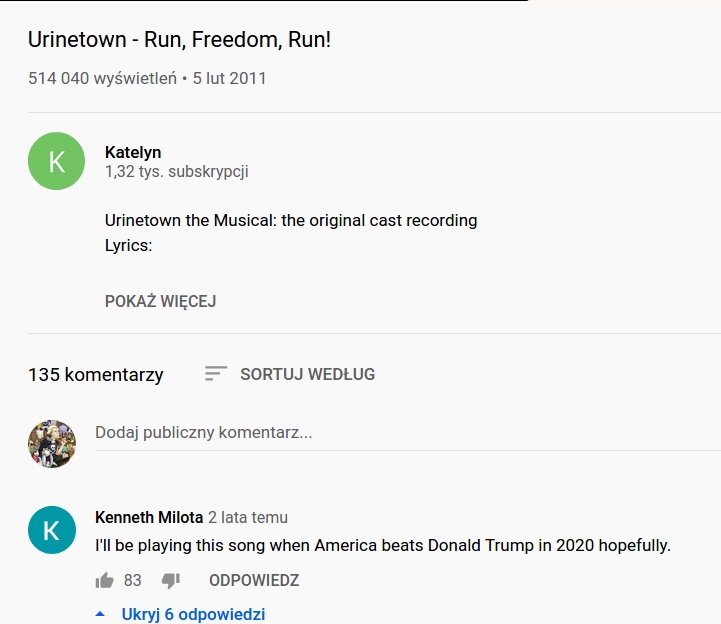 Urinetown - Run, Freedom, Run!
514 040 wyświetleń • 5 lut 2011
K
Katelyn
1,32 tys. subskrypcji
Urinetown the Musical: the original cast recording
Lyrics:
POKAŻ WIĘCEJ
135 komentarzy
SORTUJ WEDŁUG
Dodaj publiczny komentarz...
K
Kenneth Milota 2 lata temu
I'll be playing this song when America beats Donald Trump in 2020 hopefully.
83 ODPOWIEDZ
Ukryj 6 odpowiedzi